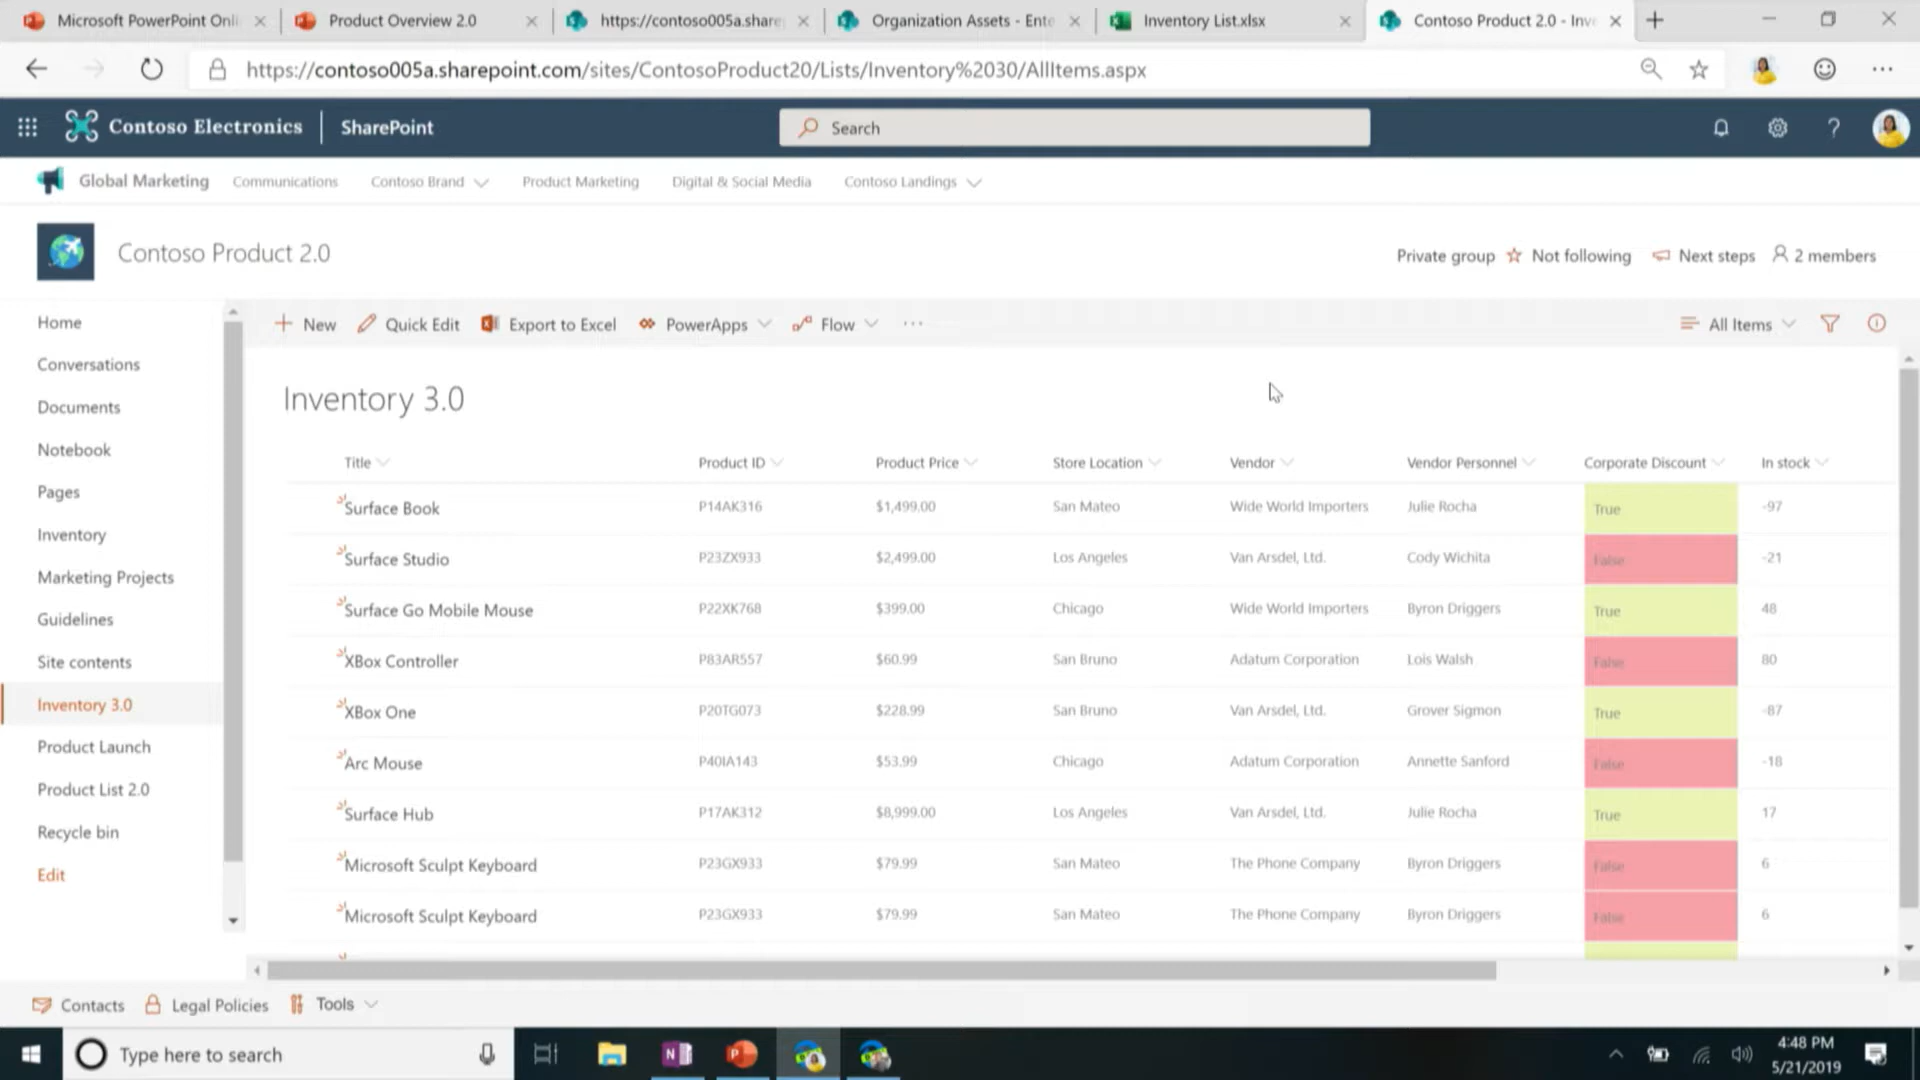 Microsoft PowerPoint Onli
Product Overview 2.0
https://contoso005a.share
Organization Assets - Ente
Inventory List.xlsx
Contoso Product 2.0 - Inve
https://contoso005a.sharepoint.com/sites/ContosoProduct20/Lists/Inventory%2030/AllItems.aspx
Contoso Electronics SharePoint Search
Global Marketing Communications Contoso Brand Product Marketing Digital & Social Media Contoso Landings
Contoso Product 2.0
Private group Not following Next steps 2 members
Home
Conversations
Documents
Notebook
Pages
Inventory
Marketing Projects
Guidelines
Site contents
Inventory 3.0
Product Launch
Product List 2.0
Recycle bin
Edit
New Quick Edit Export to Excel PowerApps Flow ··· All Items
Inventory 3.0
Title Product ID Product Price Store Location Vendor Vendor Personnel Corporate Discount In stock
Surface Book P14AK316 $1,499.00 San Mateo Wide World Importers Julie Rocha True -97
Surface Studio P23ZX933 $2,499.00 Los Angeles Van Arsdel, Ltd. Cody Wichita False -21
Surface Go Mobile Mouse P22XK768 $399.00 Chicago Wide World Importers Byron Driggers True 48
XBox Controller P83AR557 $60.99 San Bruno Adatum Corporation Lois Walsh False 80
XBox One P20TG073 $228.99 San Bruno Van Arsdel, Ltd. Grover Sigmon True -87
Arc Mouse P40IA143 $53.99 Chicago Adatum Corporation Annette Sanford False -18
Surface Hub P17AK312 $8,999.00 Los Angeles Van Arsdel, Ltd. Julie Rocha True 17
Microsoft Sculpt Keyboard P23GX933 $79.99 San Mateo The Phone Company Byron Driggers False 6
Microsoft Sculpt Keyboard P23GX933 $79.99 San Mateo The Phone Company Byron Driggers False 6
Contacts Legal Policies Tools
Type here to search
4:48 PM
5/21/2019